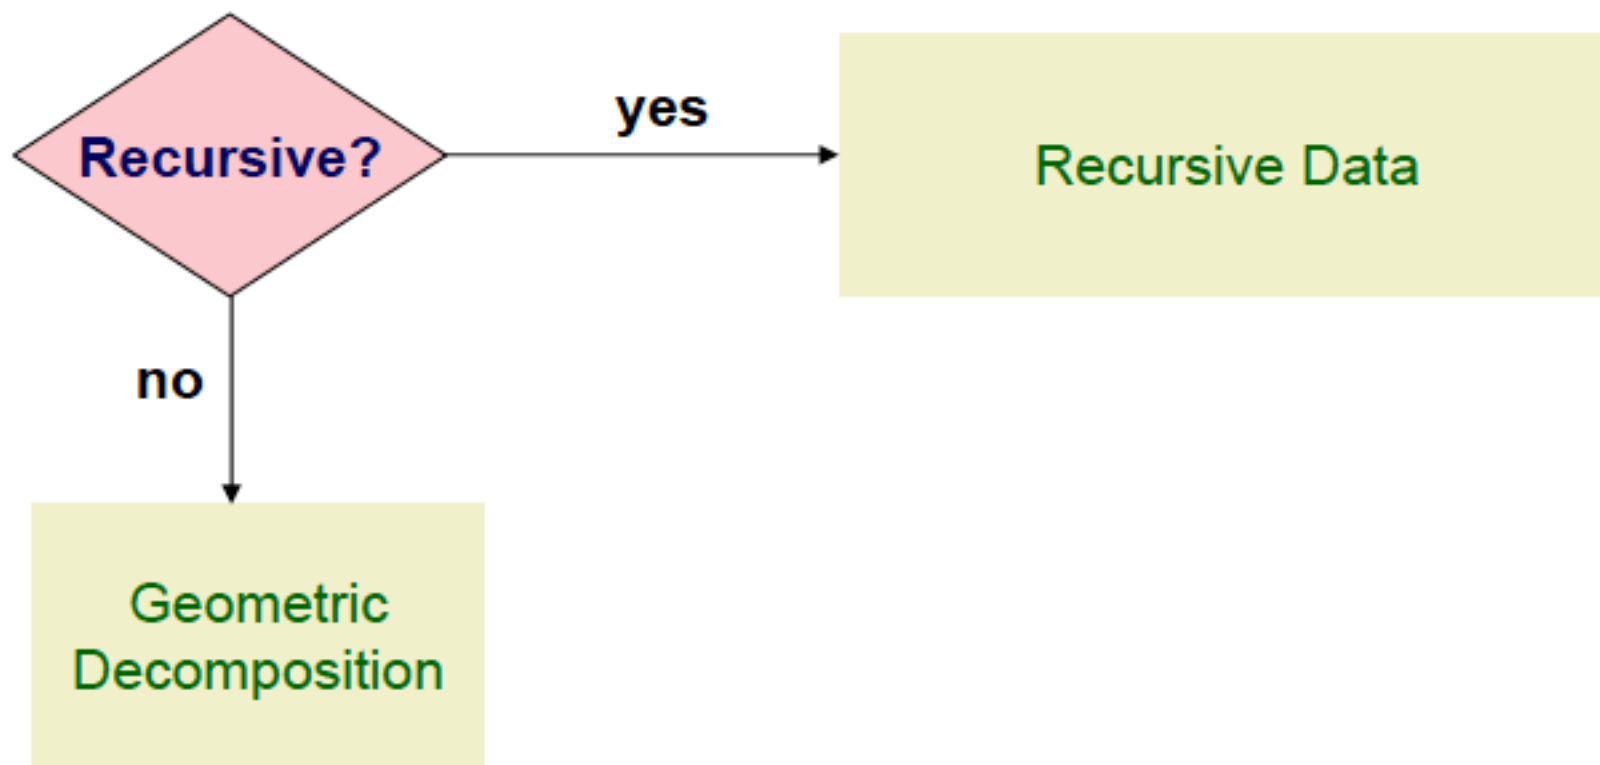 yes
Recursive?
Recursive Data
no
Geometric
Decomposition